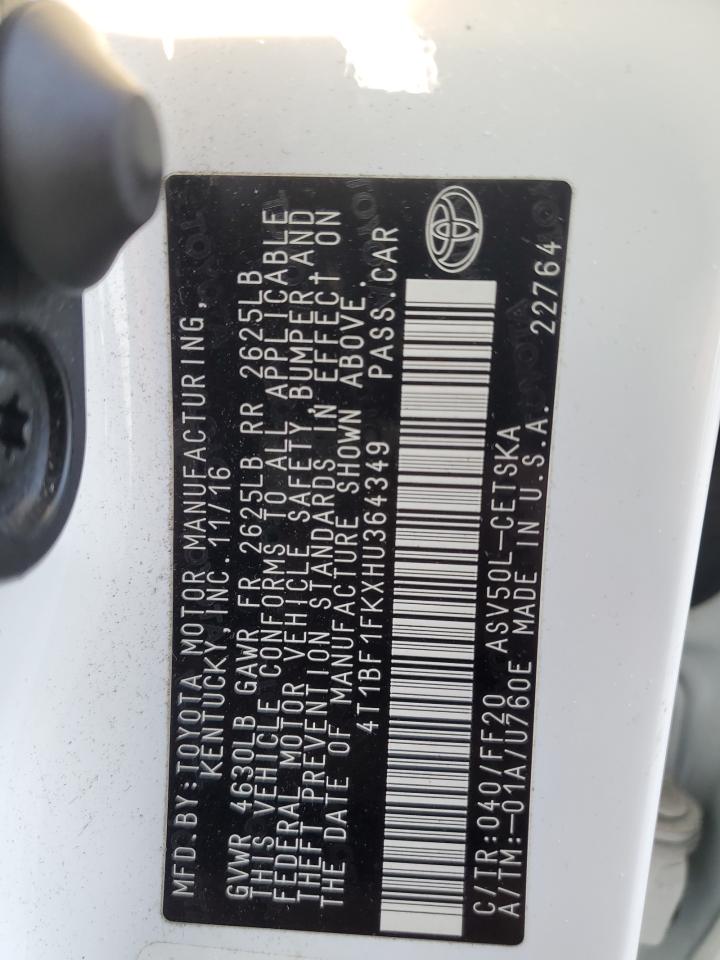 MFD.BY:TOYOTA MOTOR MANUFACTURING,
KENTUCKY, INC. 11/16
GVWR 4630LB GAWR FR 2625LB RR 2625LB
THIS VEHICLE CONFORMS TO ALL APPLICABLE
FEDERAL MOTOR VEHICLE SAFETY, BUMPER, AND
THEFT PREVENTION STANDARDS IN EFFECT ON
THE DATE OF MANUFACTURE SHOWN ABOVE.
4T1BF1FKXHU364349 PASS.CAR
C/TR:040/FF20 ASV50L-CETSKA
A/TM:-01A/U760E MADE IN U.S.A. 22764